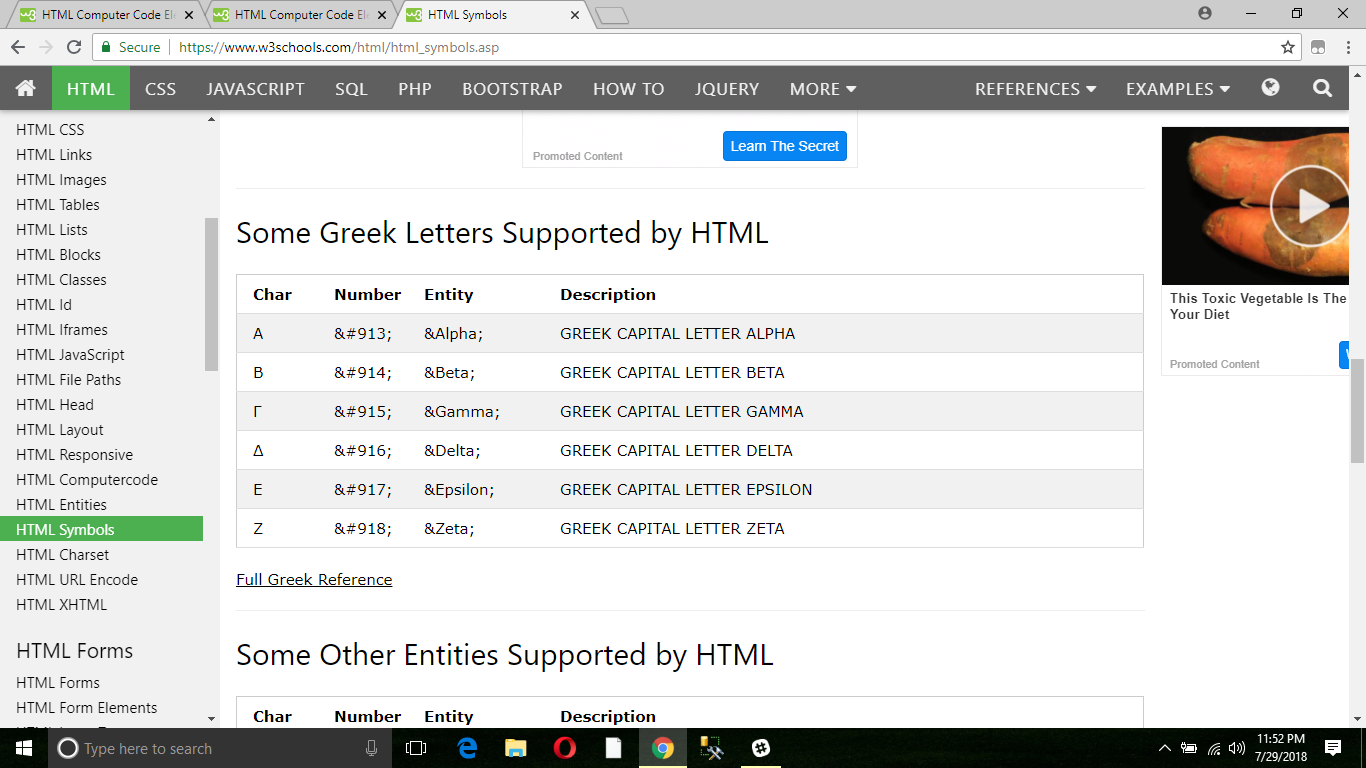 HTML Computer Code El
HTML Computer Code El
HTML Symbols
Secure https://www.w3schools.com/html/html_symbols.asp
HTML CSS JAVASCRIPT SQL PHP BOOTSTRAP HOW TO JQUERY MORE REFERENCES EXAMPLES
HTML CSS
HTML Links
HTML Images
HTML Tables
HTML Lists
HTML Blocks
HTML Classes
HTML Id
HTML Iframes
HTML JavaScript
HTML File Paths
HTML Head
HTML Layout
HTML Responsive
HTML Computercode
HTML Entities
HTML Symbols
HTML Charset
HTML URL Encode
HTML XHTML
HTML Forms
HTML Forms
HTML Form Elements
Promoted Content
Learn The Secret
Some Greek Letters Supported by HTML
Char Number Entity Description
Α &#913; &Alpha; GREEK CAPITAL LETTER ALPHA
Β &#914; &Beta; GREEK CAPITAL LETTER BETA
Γ &#915; &Gamma; GREEK CAPITAL LETTER GAMMA
Δ &#916; &Delta; GREEK CAPITAL LETTER DELTA
Ε &#917; &Epsilon; GREEK CAPITAL LETTER EPSILON
Ζ &#918; &Zeta; GREEK CAPITAL LETTER ZETA
Full Greek Reference
Some Other Entities Supported by HTML
Char Number Entity Description
This Toxic Vegetable Is The
Your Diet
Promoted Content
Type here to search
11:52 PM
7/29/2018